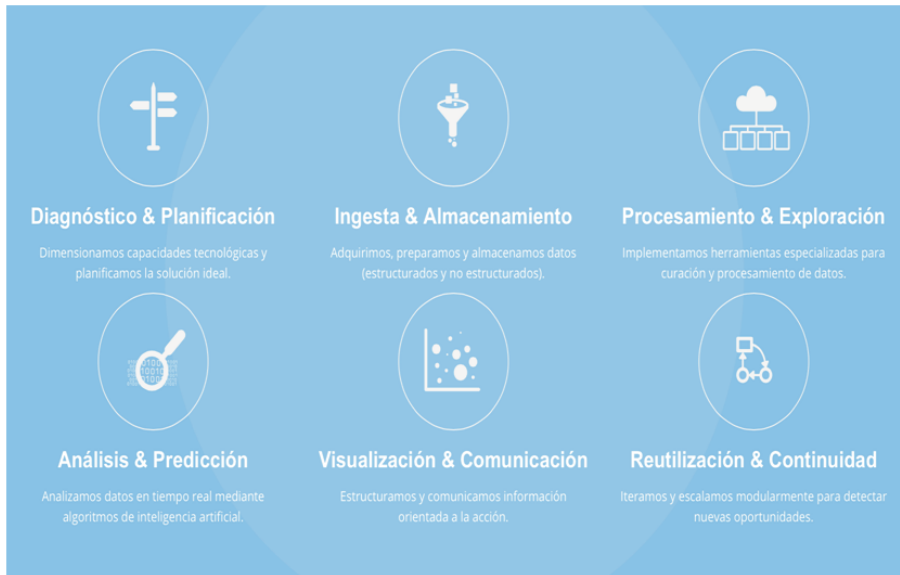 Diagnóstico & Planificación
Dimensionamos capacidades tecnológicas y
planificamos la solución ideal.
Ingesta & Almacenamiento
Adquirimos, preparamos y almacenamos datos
(estructurados y no estructurados).
Procesamiento & Exploración
Implementamos herramientas especializadas para
curación y procesamiento de datos.
Análisis & Predicción
Analizamos datos en tiempo real mediante
algoritmos de inteligencia artificial.
Visualización & Comunicación
Estructuramos y comunicamos información
orientada a la acción.
Reutilización & Continuidad
Iteramos y escalamos modularmente para detectar
nuevas oportunidades.